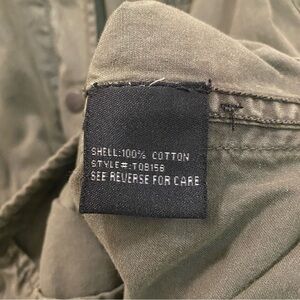 SHELL:100% COTTON
STYLE#:T08158
SEE REVERSE FOR CARE